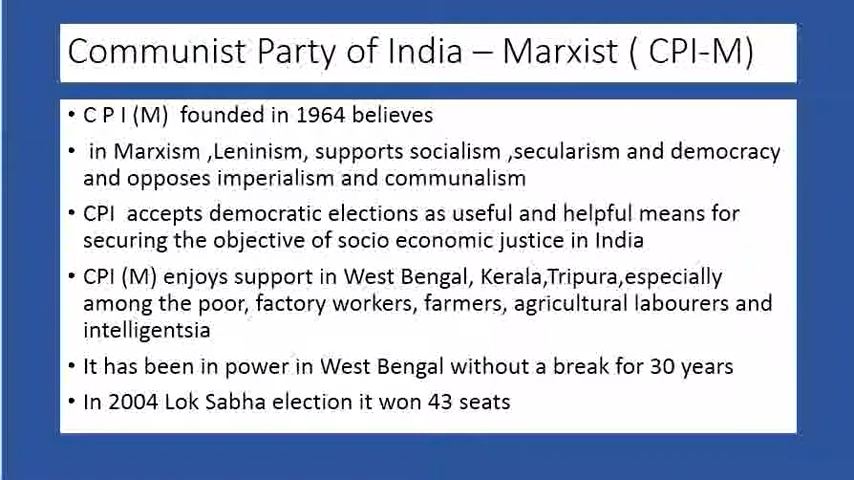 Communist Party of India – Marxist ( CPI-M)
• C P I (M)  founded in 1964 believes
•  in Marxism ,Leninism, supports socialism ,secularism and democracy
and opposes imperialism and communalism
• CPI  accepts democratic elections as useful and helpful means for
securing the objective of socio economic justice in India
• CPI (M) enjoys support in West Bengal, Kerala,Tripura,especially
among the poor, factory workers, farmers, agricultural labourers and
intelligentsia
• It has been in power in West Bengal without a break for 30 years
• In 2004 Lok Sabha election it won 43 seats